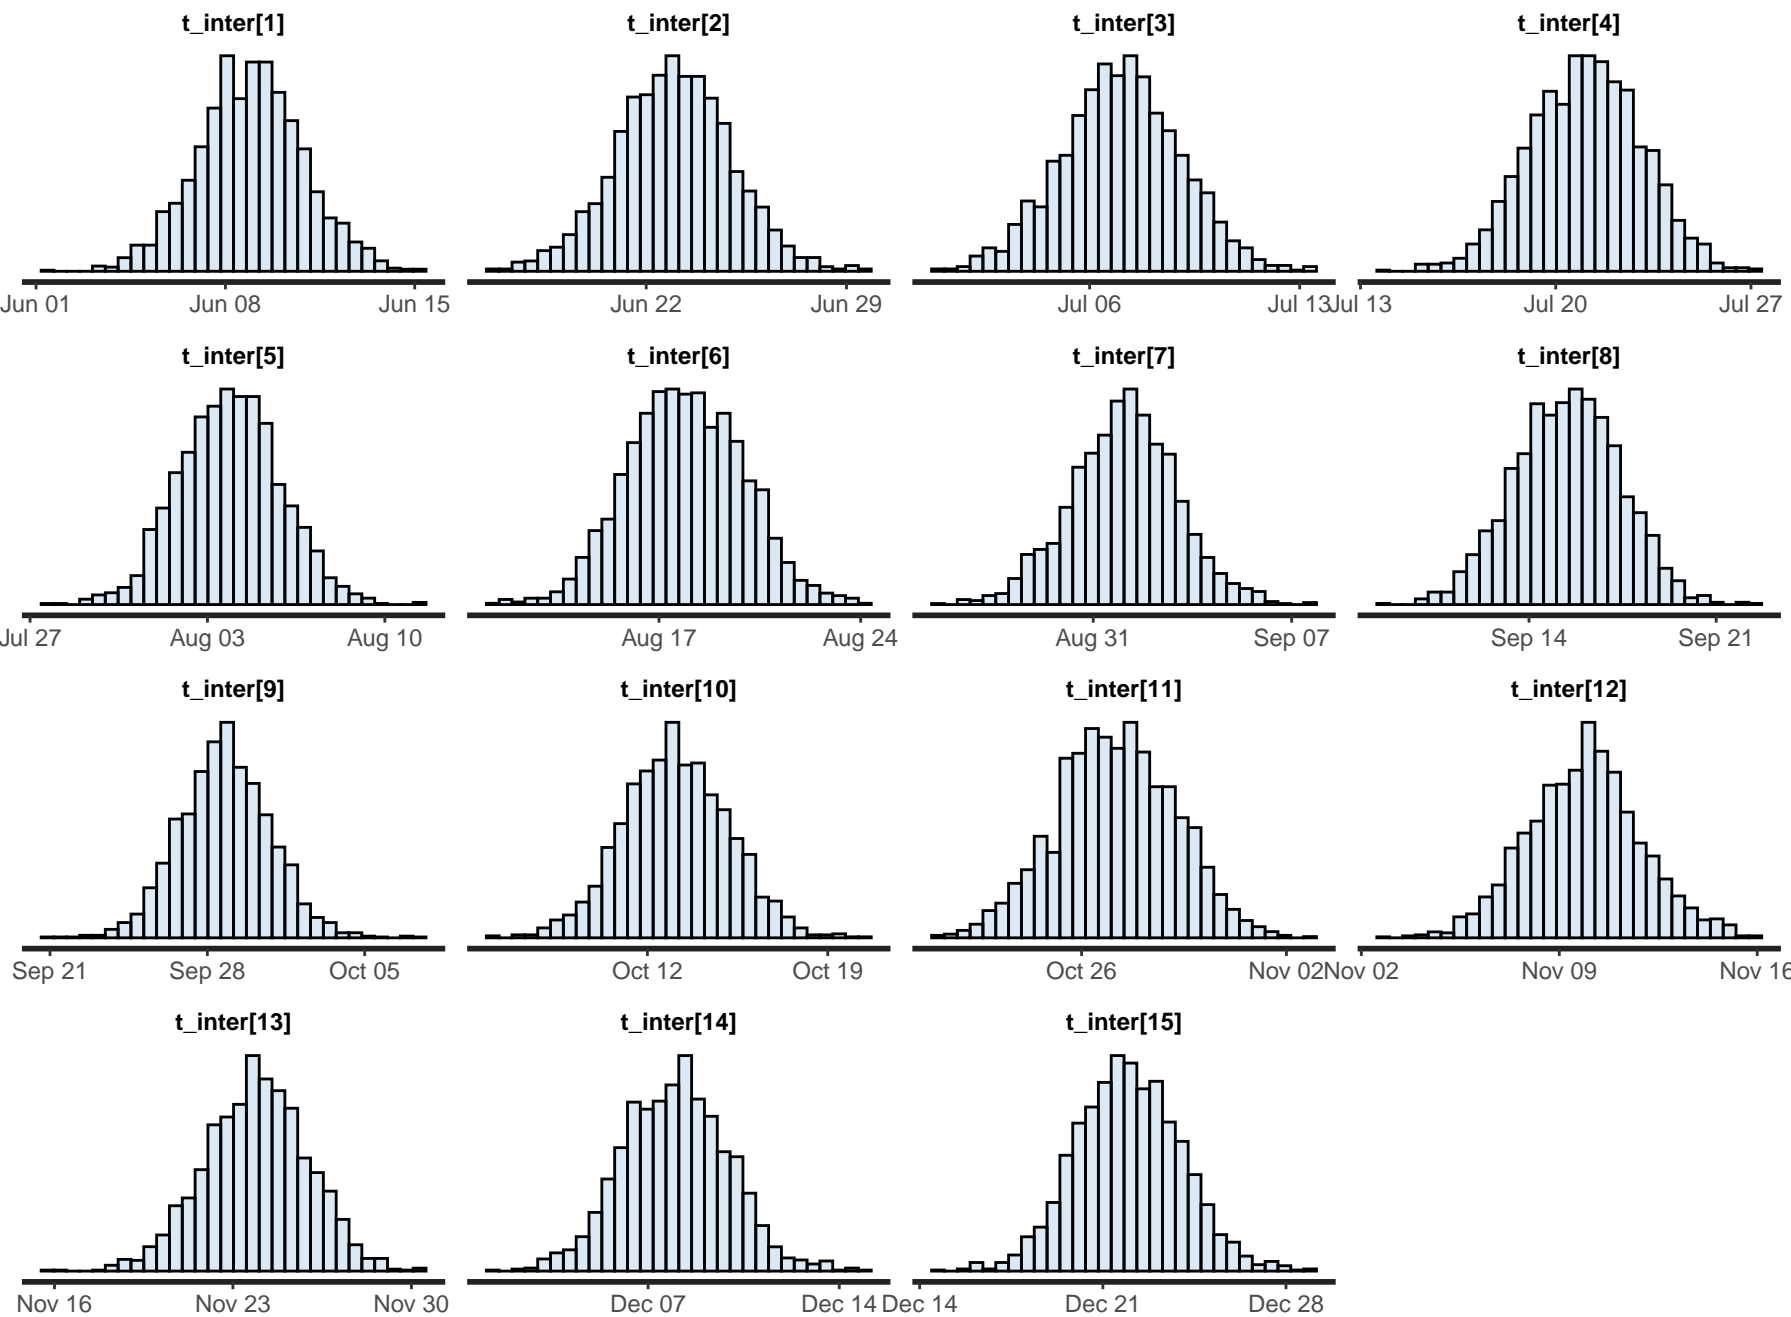 t_inter[1] t_inter[2] t_inter[3] t_inter[4]
Jun 01 Jun 08 Jun 15 Jun 22 Jun 29 Jul 06 Jul 13 Jul 13 Jul 20 Jul 27
t_inter[5] t_inter[6] t_inter[7] t_inter[8]
Jul 27 Aug 03 Aug 10 Aug 17 Aug 24 Aug 31 Sep 07 Sep 14 Sep 21
t_inter[9] t_inter[10] t_inter[11] t_inter[12]
Sep 21 Sep 28 Oct 05 Oct 12 Oct 19 Oct 26 Nov 02 Nov 02 Nov 09 Nov 16
t_inter[13] t_inter[14] t_inter[15]
Nov 16 Nov 23 Nov 30 Dec 07 Dec 14 Dec 14 Dec 21 Dec 28